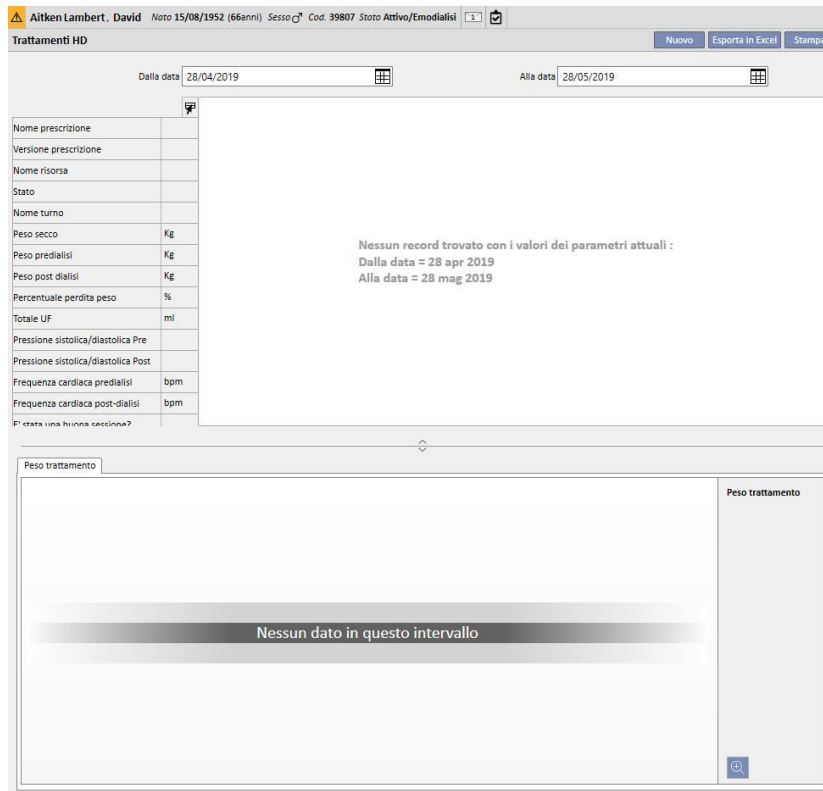 Aitken Lambert, David Nato 15/08/1952 (66anni) Sesso Cod. 39807 Stato Attivo/Emodialisi 1
Trattamenti HD Nuovo Esporta in Excel Stampa
Dalla data 28/04/2019 Alla data 28/05/2019
Nome prescrizione
Versione prescrizione
Nome risorsa
Stato
Nome turno
Peso secco Kg
Peso predialisi Kg
Peso post dialisi Kg
Percentuale perdita peso %
Totale UF ml
Pressione sistolica/diastolica Pre
Pressione sistolica/diastolica Post
Frequenza cardiaca predialisi bpm
Frequenza cardiaca post-dialisi bpm
E' stata una buona sessione?
Nessun record trovato con i valori dei parametri attuali :
Dalla data = 28 apr 2019
Alla data = 28 mag 2019
Peso trattamento
Nessun dato in questo intervallo
Peso trattamento